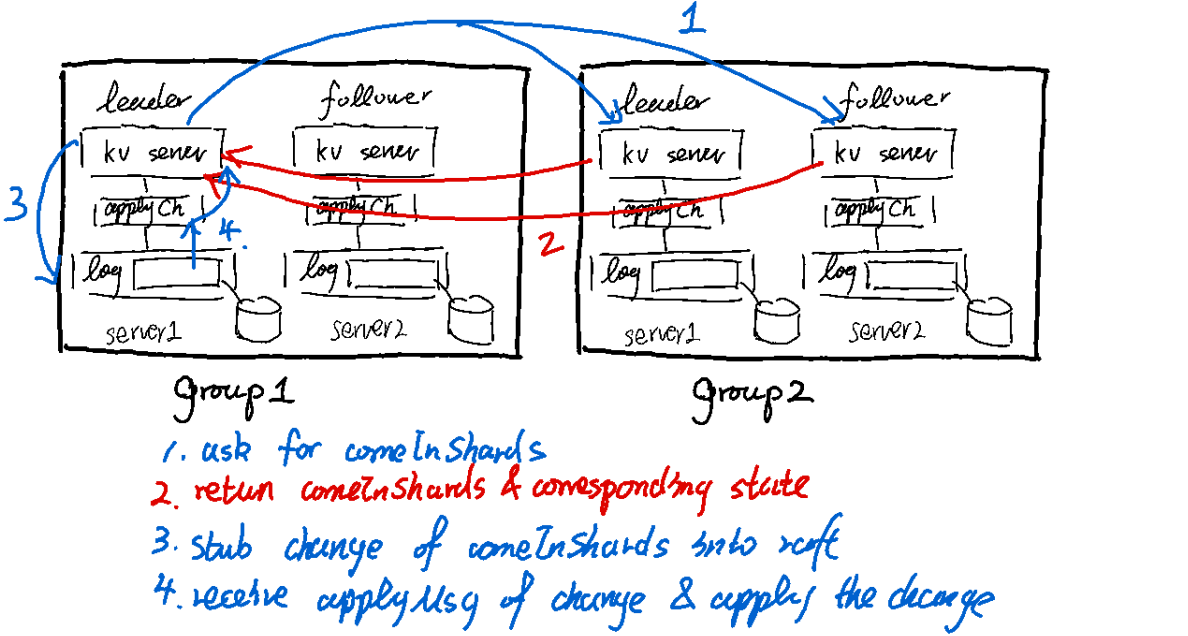 1
leader
follower
leader
follower
kv server
kv server
kv server
kv server
3
applyCh
applyCh
applyCh
applyCh
4.
2
log
log
log
log
server1
server2
server1
server2
group1
group2
1. ask for comeInShards
2. return comeInShards & corresponding state
3. stub change of comeInShards into raft
4. receive applyMsg of change & apply the change